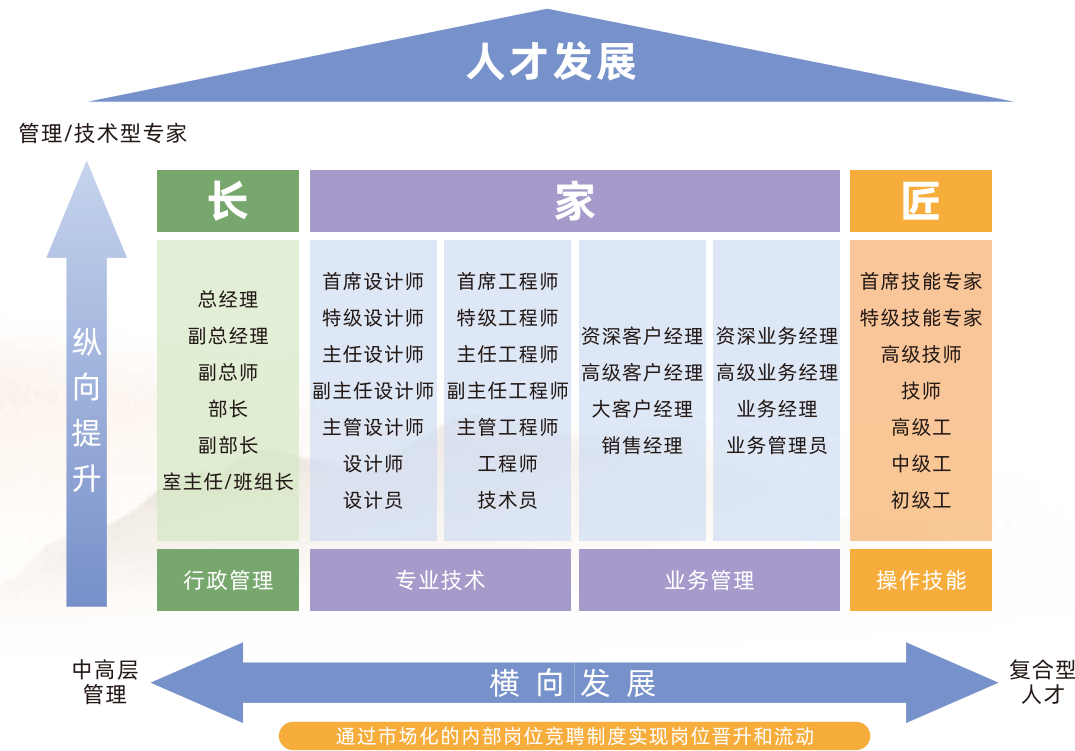 人才发展
管理/技术型专家
长
家
匠
纵
向
提
升
总经理
副总经理
副总师
部长
副部长
室主任/班组长
首席设计师
特级设计师
主任设计师
副主任设计师
主管设计师
设计师
设计员
首席工程师
特级工程师
主任工程师
副主任工程师
主管工程师
工程师
技术员
资深客户经理
高级客户经理
大客户经理
销售经理
资深业务经理
高级业务经理
业务经理
业务管理员
首席技能专家
特级技能专家
高级技师
技师
高级工
中级工
初级工
行政管理
专业技术
业务管理
操作技能
中高层
管理
横向发展
复合型
人才
通过市场化的内部岗位竞聘制度实现岗位晋升和流动